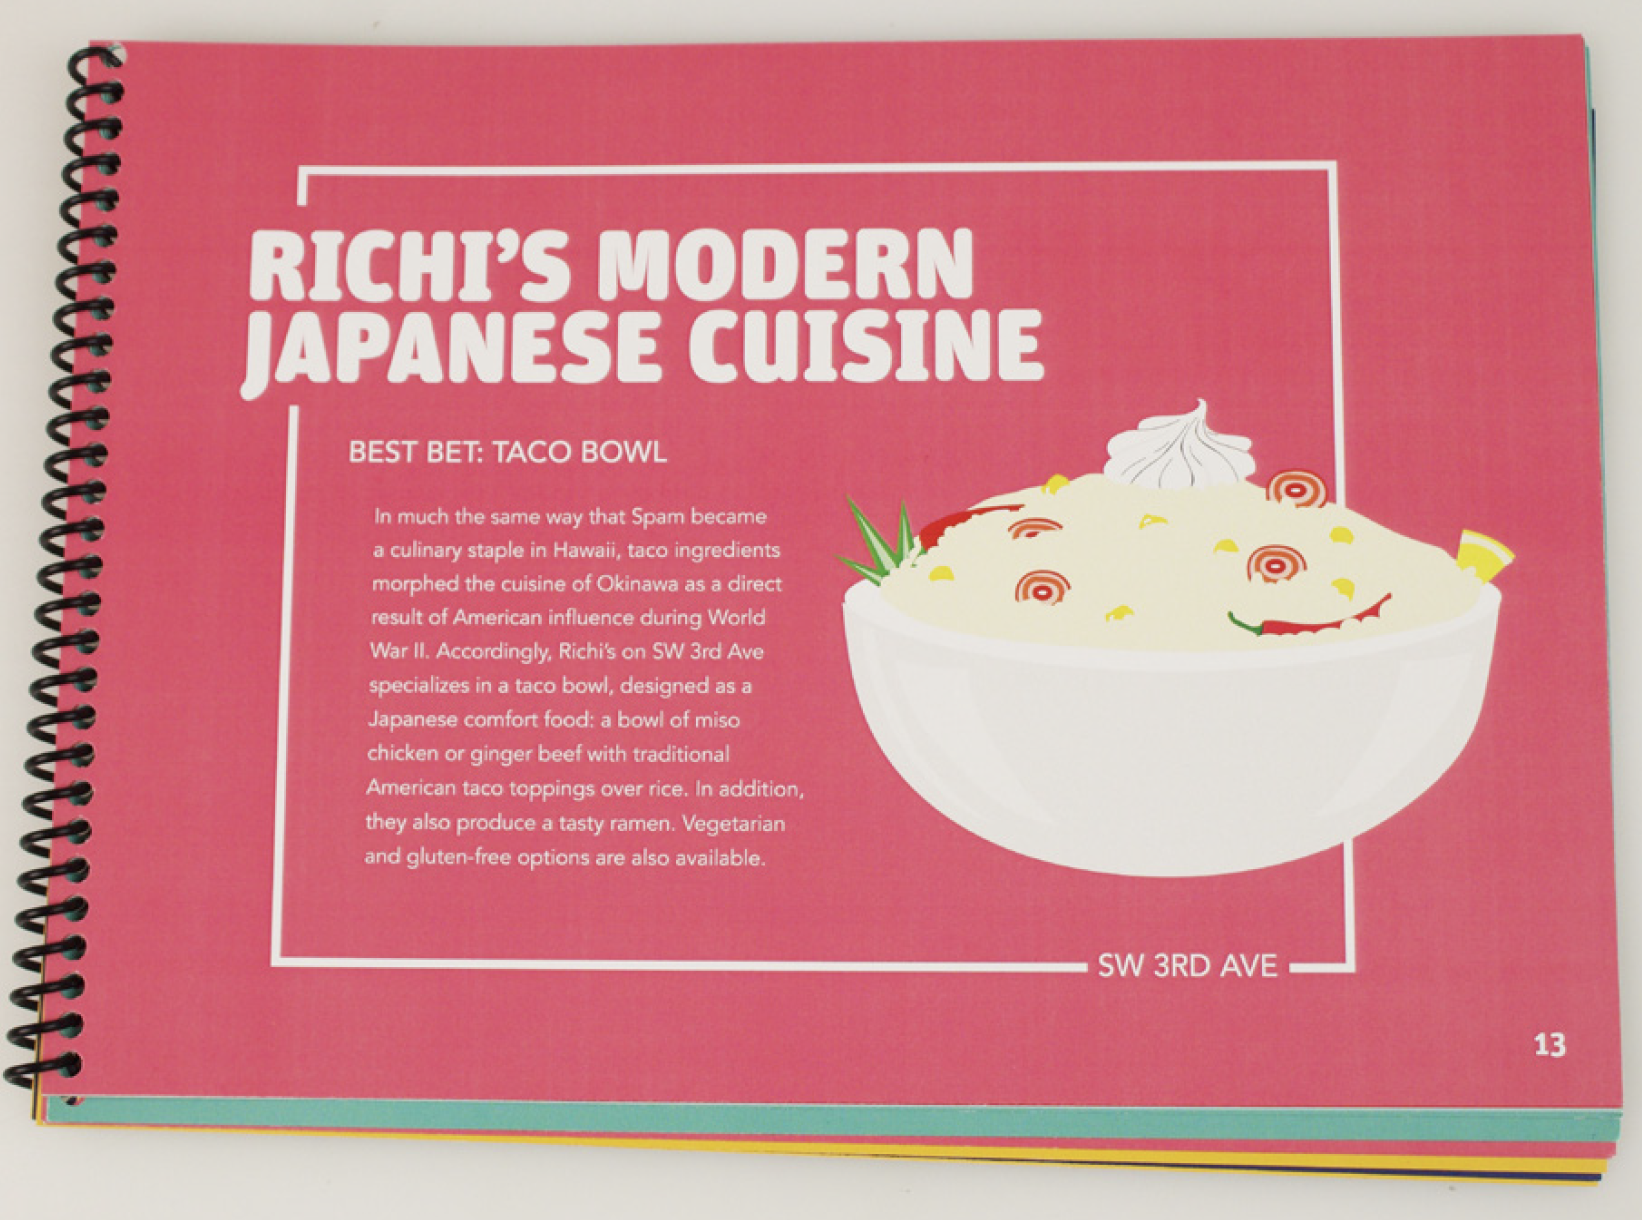 RICHI'S MODERN
JAPANESE CUISINE
BEST BET: TACO BOWL
In much the same way that Spam became
a culinary staple in Hawaii, taco ingredients
morphed the cuisine of Okinawa as a direct
result of American influence during World
War II. Accordingly, Richi's on SW 3rd Ave
specializes in a taco bowl, designed as a
Japanese comfort food: a bowl of miso
chicken or ginger beef with traditional
American taco toppings over rice. In addition,
they also produce a tasty ramen. Vegetarian
and gluten-free options are also available.
SW 3RD AVE
13